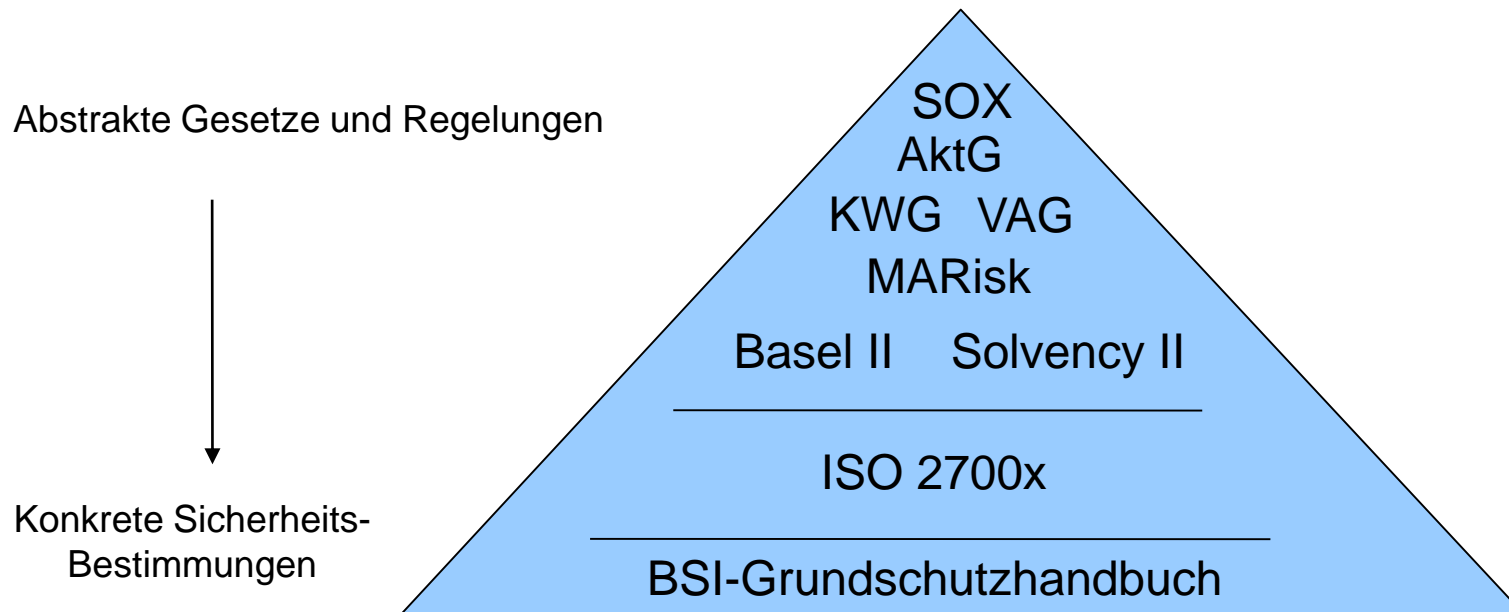 Abstrakte Gesetze und Regelungen
Konkrete Sicherheits-
Bestimmungen
SOX
AktG
KWG VAG
MARisk
Basel II Solvency II
ISO 2700x
BSI-Grundschutzhandbuch